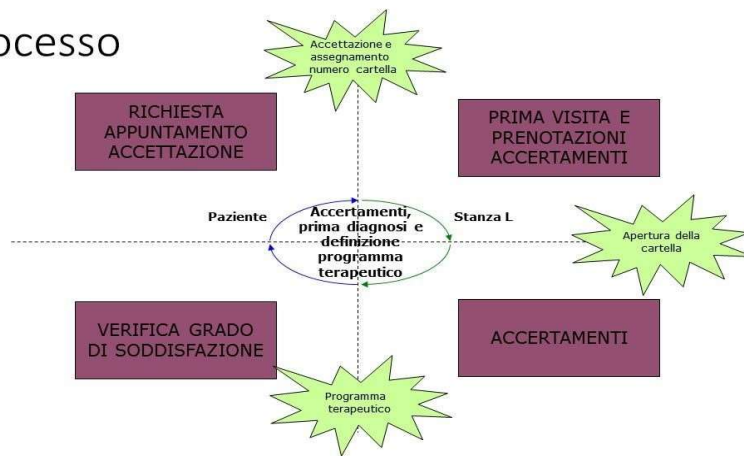 ocesso
Accettazione e
assegnamento
numero cartella
RICHIESTA
APPUNTAMENTO
ACCETTAZIONE
PRIMA VISITA E
PRENOTAZIONI
ACCERTAMENTI
Paziente
Accertamenti,
prima diagnosi e
definizione
programma
terapeutico
Stanza L
Apertura della
cartella
VERIFICA GRADO
DI SODDISFAZIONE
ACCERTAMENTI
Programma
terapeutico